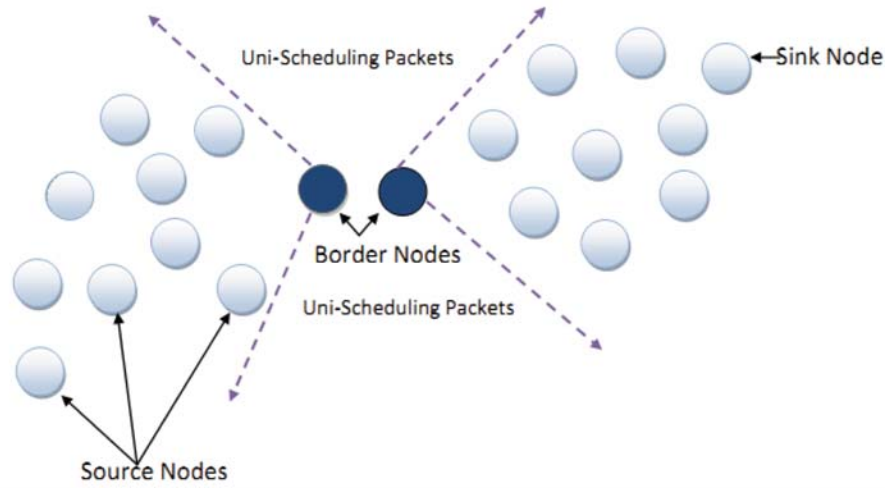 Uni-Scheduling Packets
Sink Node
Border Nodes
Uni-Scheduling Packets
Source Nodes